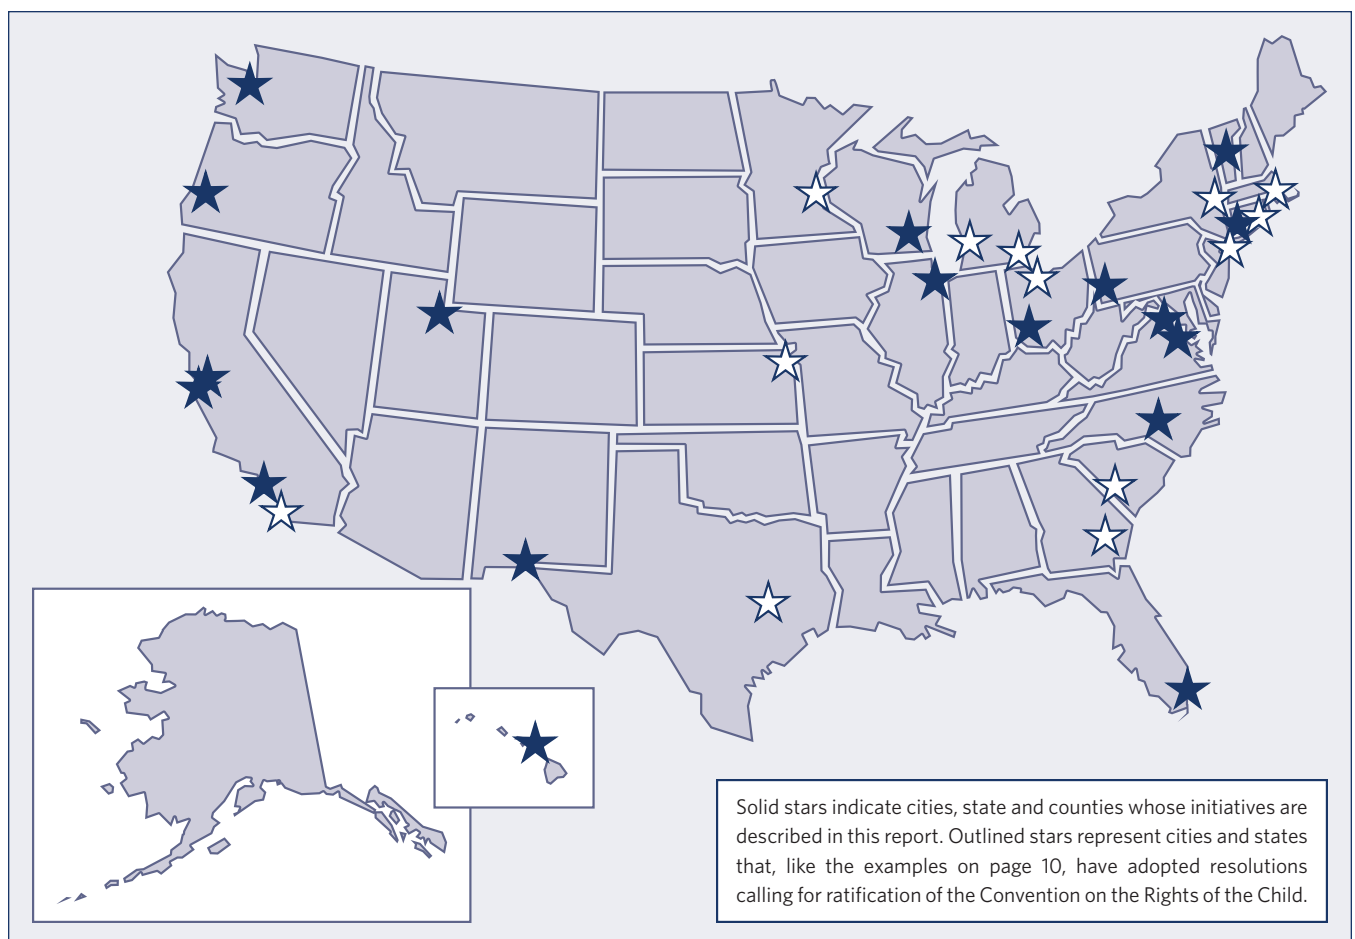 Solid stars indicate cities, state and counties whose initiatives are
described in this report. Outlined stars represent cities and states
that, like the examples on page 10, have adopted resolutions
calling for ratification of the Convention on the Rights of the Child.